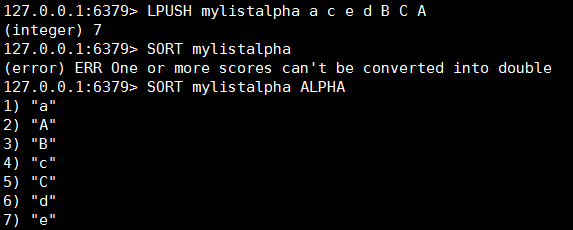 127.0.0.1:6379> LPUSH mylistalpha a c e d B C A
(integer) 7
127.0.0.1:6379> SORT mylistalpha
(error) ERR One or more scores can't be converted into double
127.0.0.1:6379> SORT mylistalpha ALPHA
1) "a"
2) "A"
3) "B"
4) "c"
5) "C"
6) "d"
7) "e"